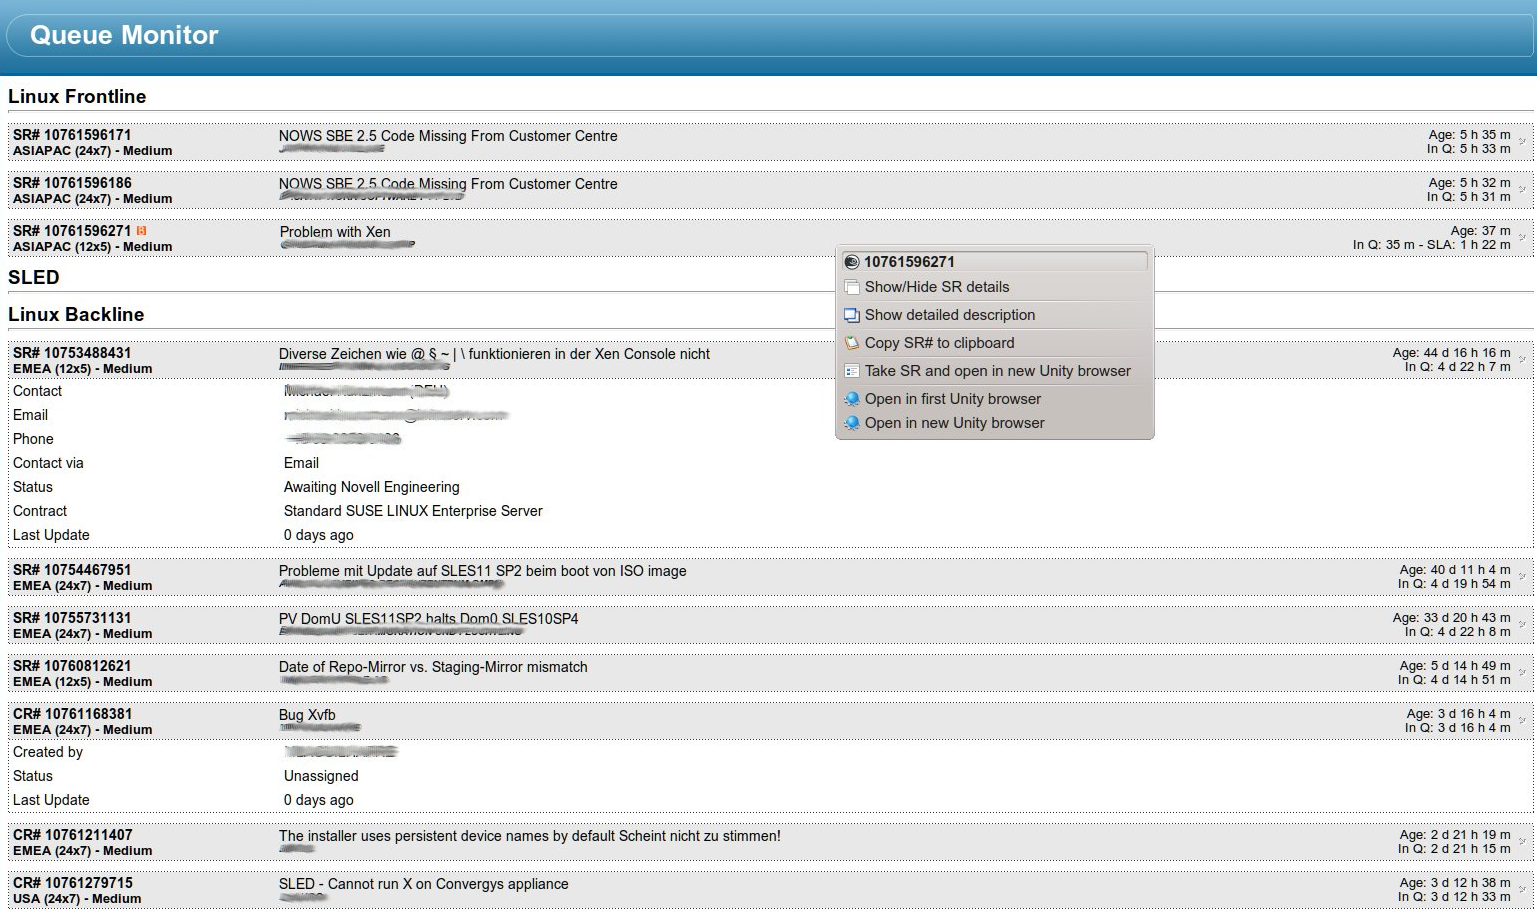 Queue Monitor
Linux Frontline
SR# 10761596171
NOWS SBE 2.5 Code Missing From Customer Centre
Age: 5 h 35 m
ASIAPAC (24x7) - Medium
In Q: 5 h 33 m
SR# 10761596186
NOWS SBE 2.5 Code Missing From Customer Centre
Age: 5 h 32 m
ASIAPAC (24x7) - Medium
In Q: 5 h 31 m
SR# 10761596271
Problem with Xen
Age: 37 m
ASIAPAC (12x5) - Medium
In Q: 35 m - SLA: 1 h 22 m
10761596271
Show/Hide SR details
Show detailed description
Copy SR# to clipboard
Take SR and open in new Unity browser
Open in first Unity browser
Open in new Unity browser
SLED
Linux Backline
SR# 10753488431
Diverse Zeichen wie @ § ~ | \ funktionieren in der Xen Console nicht
Age: 44 d 16 h 16 m
EMEA (12x5) - Medium
In Q: 4 d 22 h 7 m
Contact
Email
Phone
Contact via Email
Status Awaiting Novell Engineering
Contract Standard SUSE LINUX Enterprise Server
Last Update 0 days ago
SR# 10754467951
Probleme mit Update auf SLES11 SP2 beim boot von ISO image
Age: 40 d 11 h 4 m
EMEA (24x7) - Medium
In Q: 4 d 19 h 54 m
SR# 10755731131
PV DomU SLES11SP2 halts Dom0 SLES10SP4
Age: 33 d 20 h 43 m
EMEA (24x7) - Medium
In Q: 4 d 22 h 8 m
SR# 10760812621
Date of Repo-Mirror vs. Staging-Mirror mismatch
Age: 5 d 14 h 49 m
EMEA (12x5) - Medium
In Q: 4 d 14 h 51 m
CR# 10761168381
Bug Xvfb
Age: 3 d 16 h 4 m
EMEA (24x7) - Medium
In Q: 3 d 16 h 4 m
Created by
Status Unassigned
Last Update 0 days ago
CR# 10761211407
The installer uses persistent device names by default Scheint nicht zu stimmen!
Age: 2 d 21 h 19 m
EMEA (24x7) - Medium
In Q: 2 d 21 h 15 m
CR# 10761279715
SLED - Cannot run X on Convergys appliance
Age: 3 d 12 h 38 m
USA (24x7) - Medium
In Q: 3 d 12 h 33 m